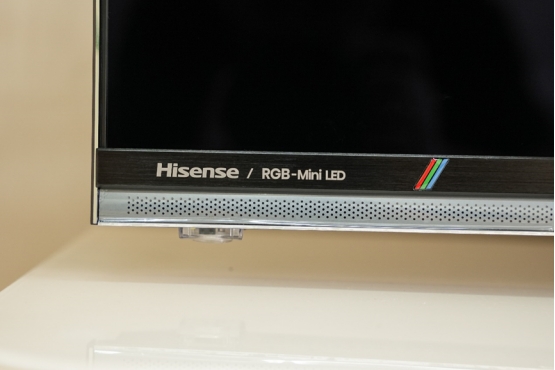 Hisense / RGB-Mini LED